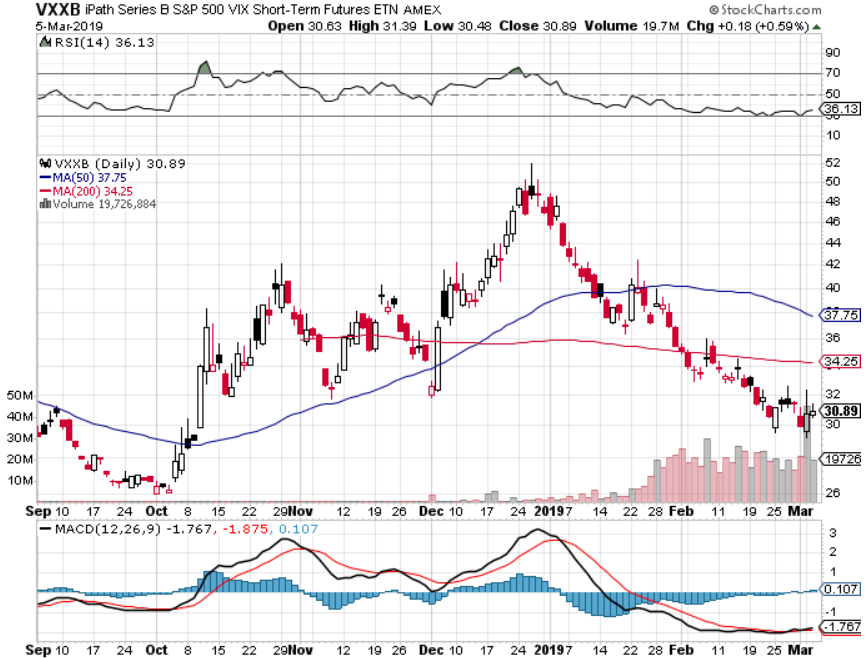 VXXB iPath Series B S&P 500 VIX Short-Term Futures ETN AMEX
© StockCharts.com
5-Mar-2019 Open 30.63 High 31.39 Low 30.48 Close 30.89 Volume 19.7M Chg +0.18 (+0.59%)
RSI(14) 36.13
90
70
50
36.13
30
10
VXXB (Daily) 30.89
MA(50) 37.75
MA(200) 34.25
Volume 19,726,884
52
50
48
46
44
42
40
37.75
36
34.25
32
30.89
30
19726
26
50M
40M
30M
20M
10M
Sep 10 17 24 Oct 8 15 22 29 Nov 12 19 26 Dec 10 17 24 2019 7 14 22 28 Feb 11 19 25 Mar
MACD(12,26,9) -1.767, -1.875, 0.107
3
2
1
0.107
-1
-1.767
Sep 10 17 24 Oct 8 15 22 29 Nov 12 19 26 Dec 10 17 24 2019 7 14 22 28 Feb 11 19 25 Mar